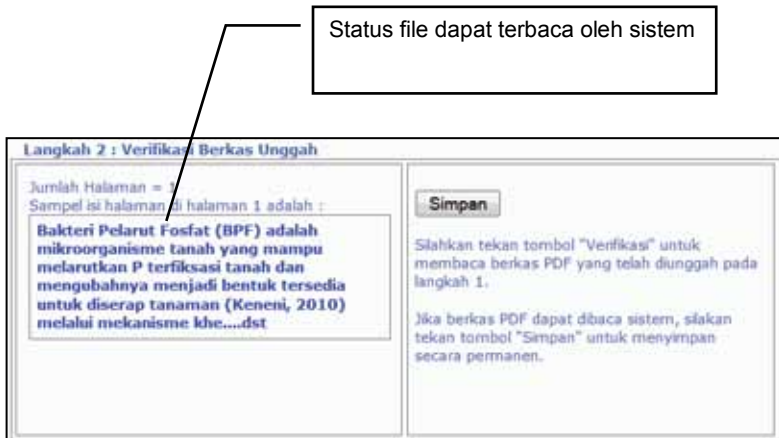 Status file dapat terbaca oleh sistem
Langkah 2 : Verifikasi Berkas Unggah
Jumlah Halaman = 1
Sampel isi halaman di halaman 1 adalah :
Bakteri Pelarut Fosfat (BPF) adalah
mikroorganisme tanah yang mampu
melarutkan P terfiksasi tanah dan
mengubahnya menjadi bentuk tersedia
untuk diserap tanaman (Keneni, 2010)
melalui mekanisme khe....dst
Simpan
Silahkan tekan tombol "Verifikasi" untuk
membaca berkas PDF yang telah diunggah pada
langkah 1.
Jika berkas PDF dapat dibaca sistem, silakan
tekan tombol "Simpan" untuk menyimpan
secara permanen.